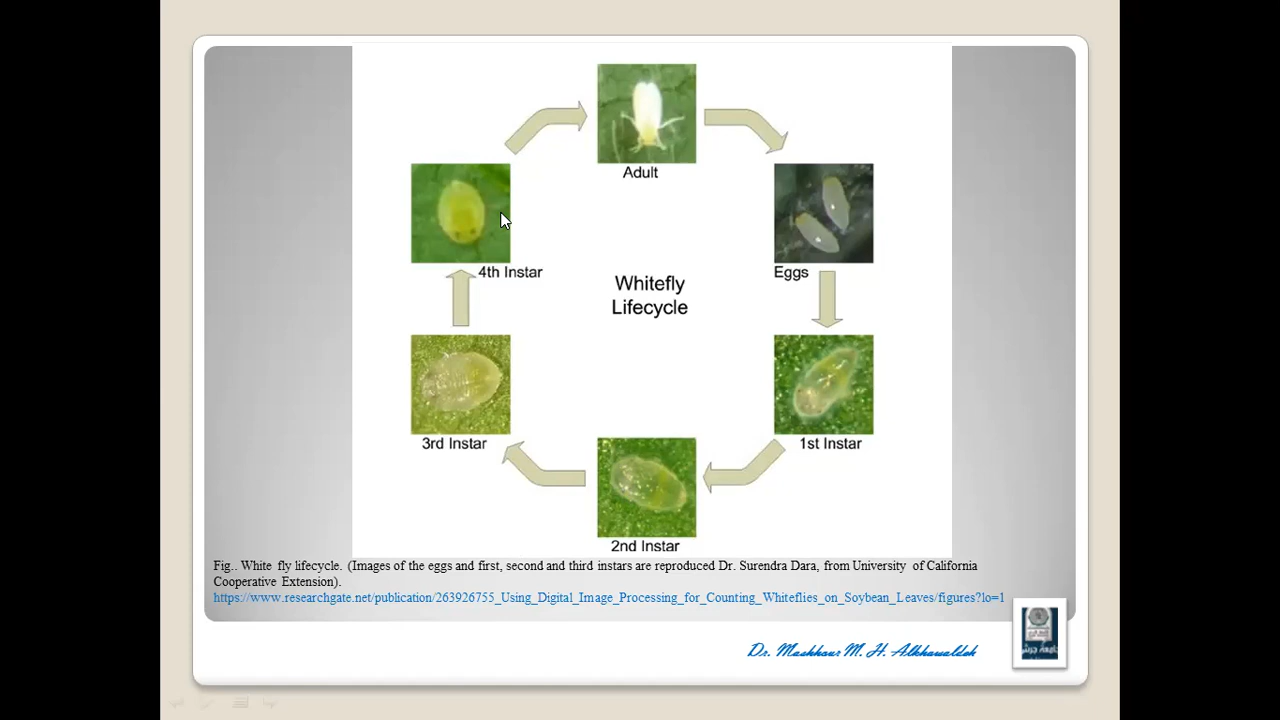 Adult
Eggs
4th Instar
Whitefly
Lifecycle
3rd Instar
1st Instar
2nd Instar
Fig.. White fly lifecycle. (Images of the eggs and first, second and third instars are reproduced Dr. Surendra Dara, from University of California
Cooperative Extension).
https://www.researchgate.net/publication/263926755_Using_Digital_Image_Processing_for_Counting_Whiteflies_on_Soybean_Leaves/figures?lo=1
Dr. Mashhour M. H. Alkhawaldeh